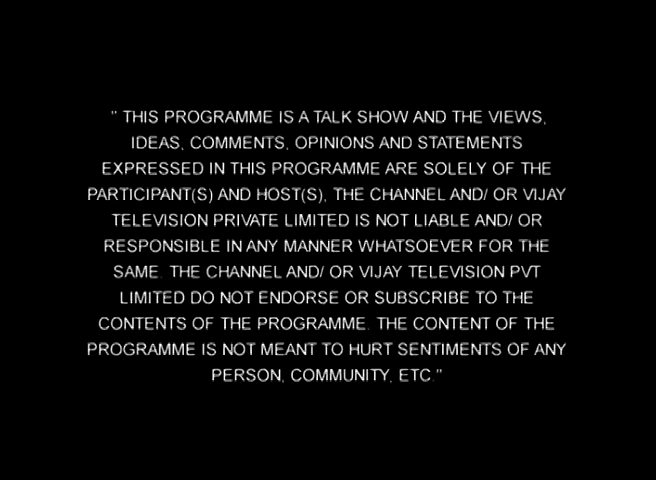 " THIS PROGRAMME IS A TALK SHOW AND THE VIEWS,
IDEAS, COMMENTS, OPINIONS AND STATEMENTS
EXPRESSED IN THIS PROGRAMME ARE SOLELY OF THE
PARTICIPANT(S) AND HOST(S), THE CHANNEL AND/ OR VIJAY
TELEVISION PRIVATE LIMITED IS NOT LIABLE AND/ OR
RESPONSIBLE IN ANY MANNER WHATSOEVER FOR THE
SAME. THE CHANNEL AND/ OR VIJAY TELEVISION PVT
LIMITED DO NOT ENDORSE OR SUBSCRIBE TO THE
CONTENTS OF THE PROGRAMME. THE CONTENT OF THE
PROGRAMME IS NOT MEANT TO HURT SENTIMENTS OF ANY
PERSON, COMMUNITY, ETC."